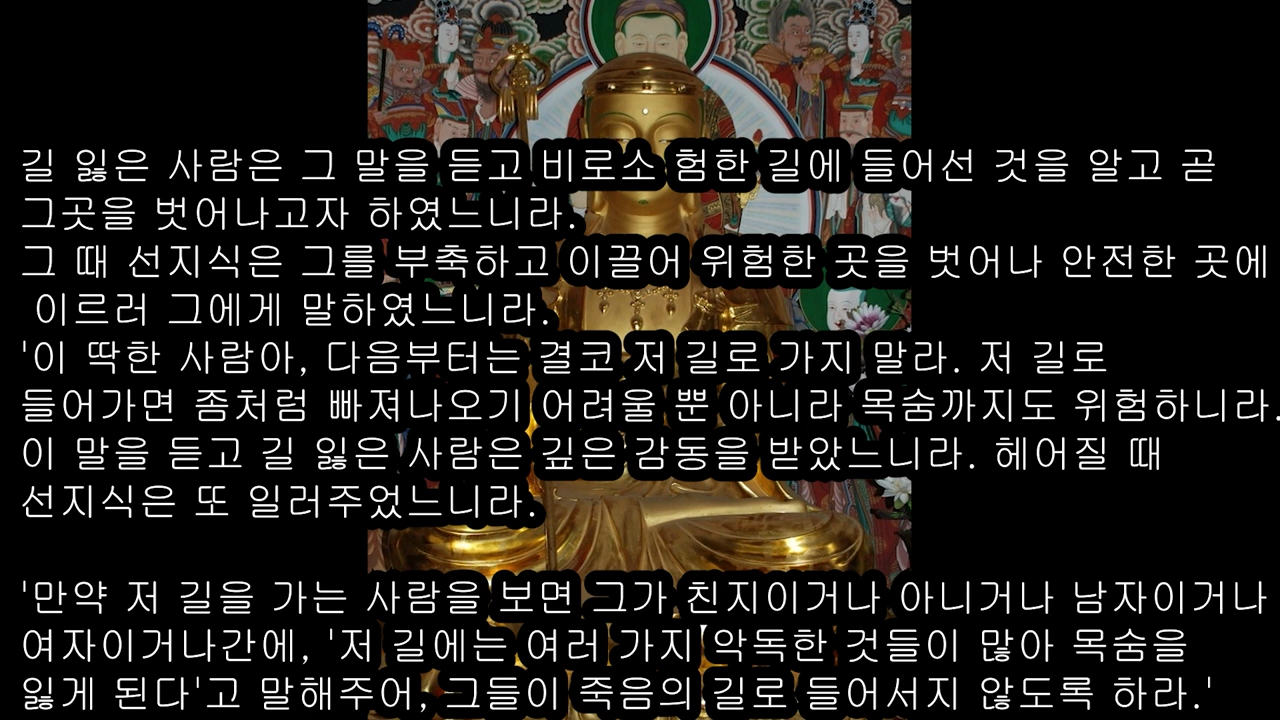 길 잃은 사람은 그 말을 듣고 비로소 험한 길에 들어선 것을 알고 곧
그곳을 벗어나고자 하였느니라.
그 때 선지식은 그를 부축하고 이끌어 위험한 곳을 벗어나 안전한 곳에
이르러 그에게 말하였느니라.
'이 딱한 사람아, 다음부터는 결코 저 길로 가지 말라. 저 길로
들어가면 좀처럼 빠져나오기 어려울 뿐 아니라 목숨까지도 위험하니라.
이 말을 듣고 길 잃은 사람은 깊은 감동을 받았느니라. 헤어질 때
선지식은 또 일러주었느니라.
'만약 저 길을 가는 사람을 보면 그가 친지이거나 아니거나 남자이거나
여자이거나간에, '저 길에는 여러 가지 악독한 것들이 많아 목숨을
잃게 된다'고 말해주어, 그들이 죽음의 길로 들어서지 않도록 하라.'